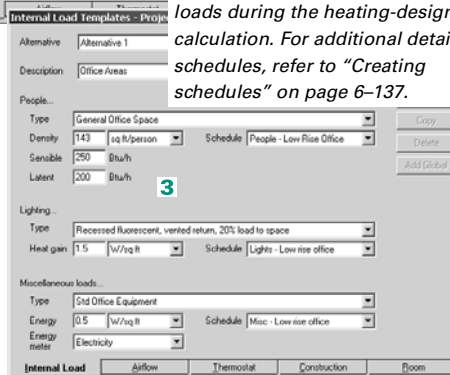 loads during the heating-design
calculation. For additional detai
schedules, refer to “Creating
schedules” on page 6–137.
Internal Load Templates - Projec
Alternative Alternative 1
Description Office Areas
People...
Type General Office Space
Density 143 sq ft/person Schedule People - Low Rise Office
Sensible 250 Btu/h
Latent 200 Btu/h
3
Copy
Delete
Add Global
Lighting...
Type Recessed fluorescent, vented return, 20% load to space
Heat gain 1.5 W/sq ft Schedule Lights - Low rise office
Miscellaneous loads...
Type Std Office Equipment
Energy 0.5 W/sq ft Schedule Misc - Low rise office
Energy
meter Electricity
Internal Load Airflow Thermostat Construction Room